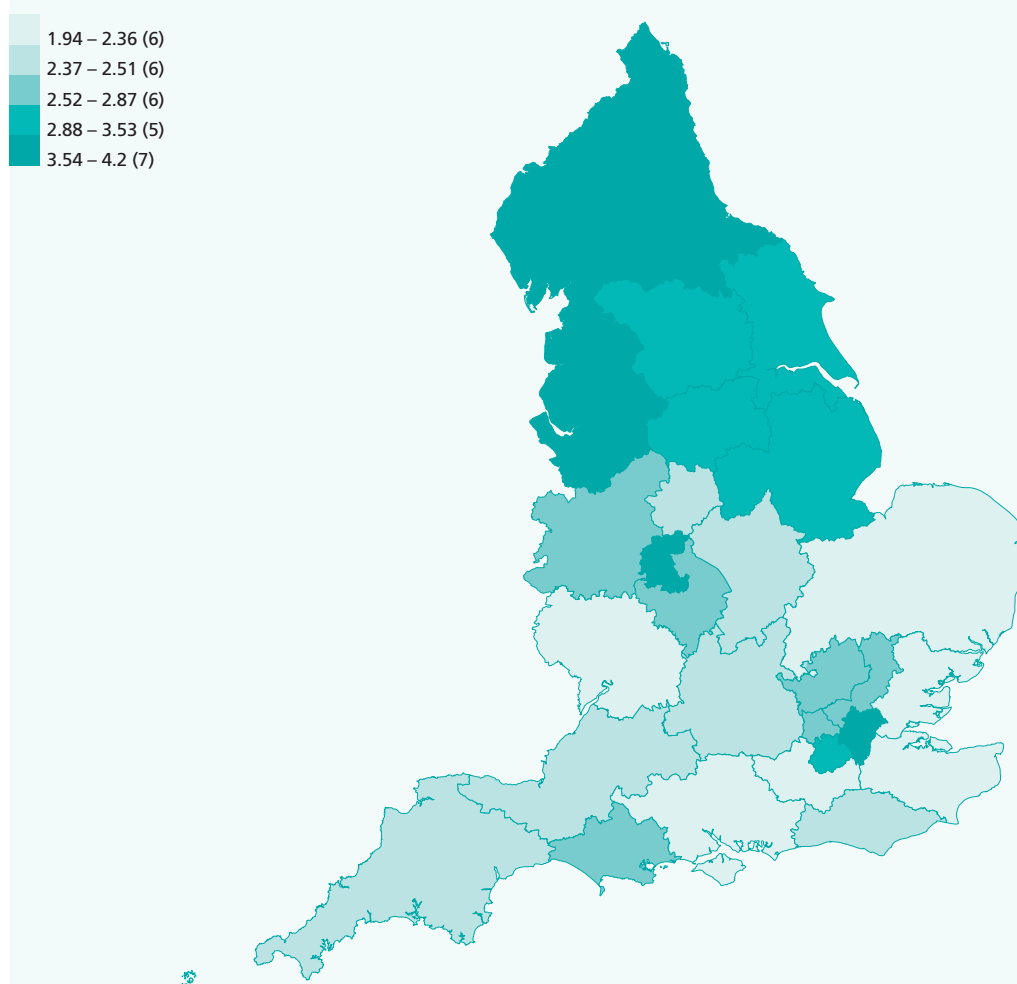 1.94 – 2.36 (6)
2.37 – 2.51 (6)
2.52 – 2.87 (6)
2.88 – 3.53 (5)
3.54 – 4.2 (7)